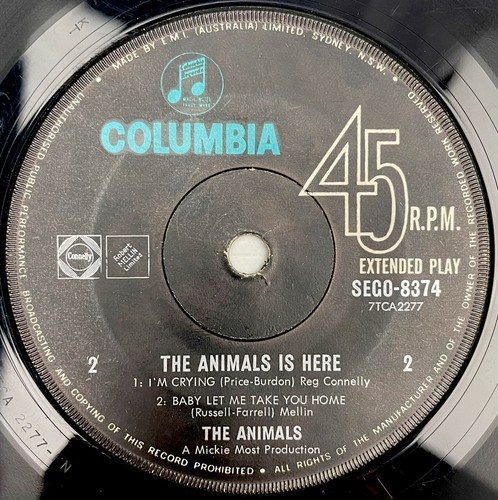 MADE BY E.M.I. (AUSTRALIA) LIMITED, SYDNEY, N.S.W. •
ALL RIGHTS OF THE MANUFACTURER AND OF THE OWNER OF THE RECORDED WORK RESERVED
UNAUTHORISED PUBLIC PERFORMANCE, BROADCASTING AND COPYING OF THIS RECORD PROHIBITED •
COLUMBIA
45 R.P.M.
EXTENDED PLAY
SEGO-8374
7TCA2277
Connelly
Robert
MELLIN
Limited
2 THE ANIMALS IS HERE 2
1: I'M CRYING (Price-Burdon) Reg Connelly
2: BABY LET ME TAKE YOU HOME
(Russell-Farrell) Mellin
THE ANIMALS
A Mickie Most Production